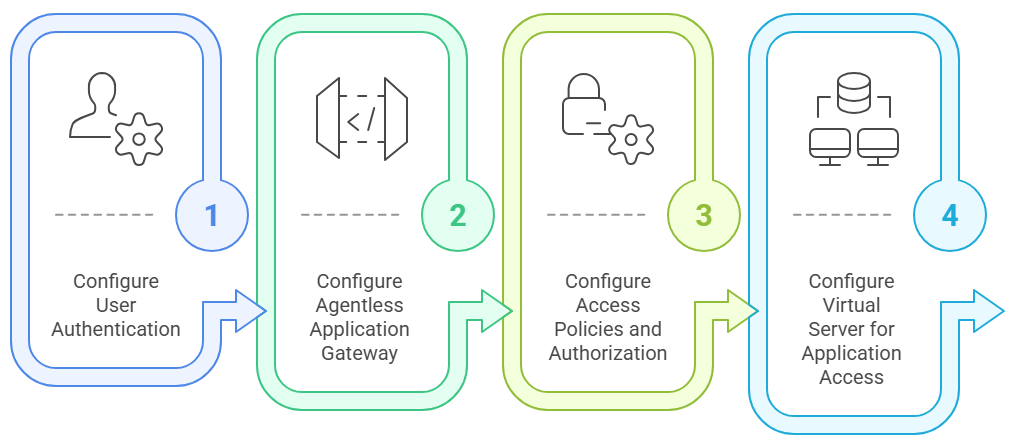 </>
1
Configure
User
Authentication
2
Configure
Agentless
Application
Gateway
3
Configure
Access
Policies and
Authorization
4
Configure
Virtual
Server for
Application
Access